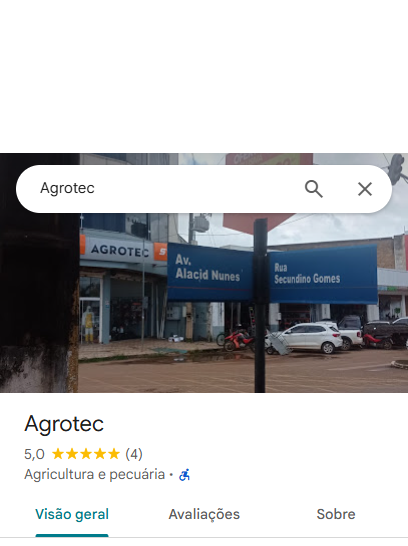 Agrotec
AGROTEC
Av.
Alacid Nunes
Rua
Secundino Gomes
Agrotec
5,0 (4)
Agricultura e pecuária ·
Visão geral
Avaliações
Sobre